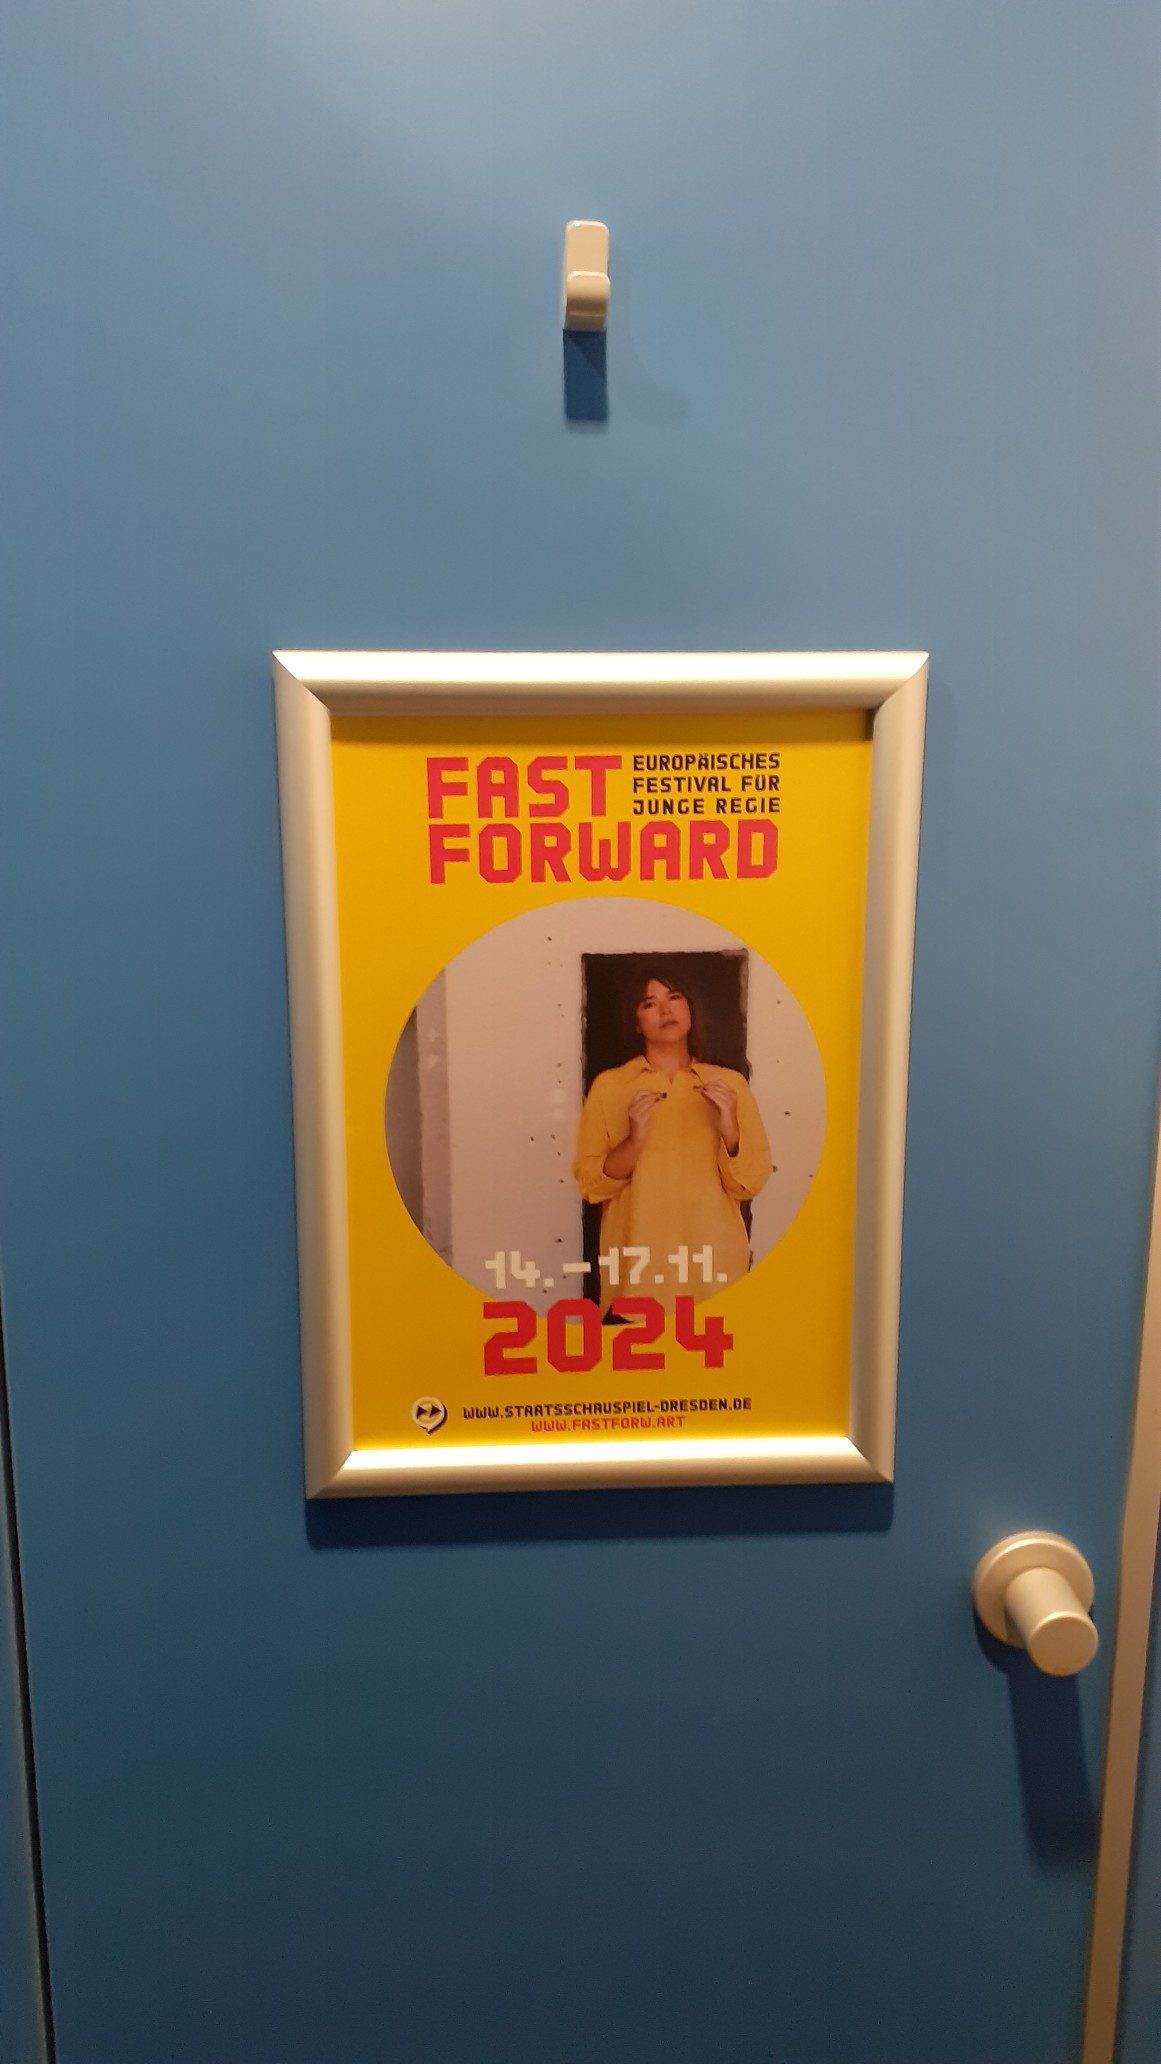 FAST
EUROPÄISCHES
FESTIVAL FÜR
JUNGE REGIE
FORWARD
14.–17.11.
2024
WWW.STAATSSCHAUSPIEL-DRESDEN.DE
WWW.FASTFORW.ART